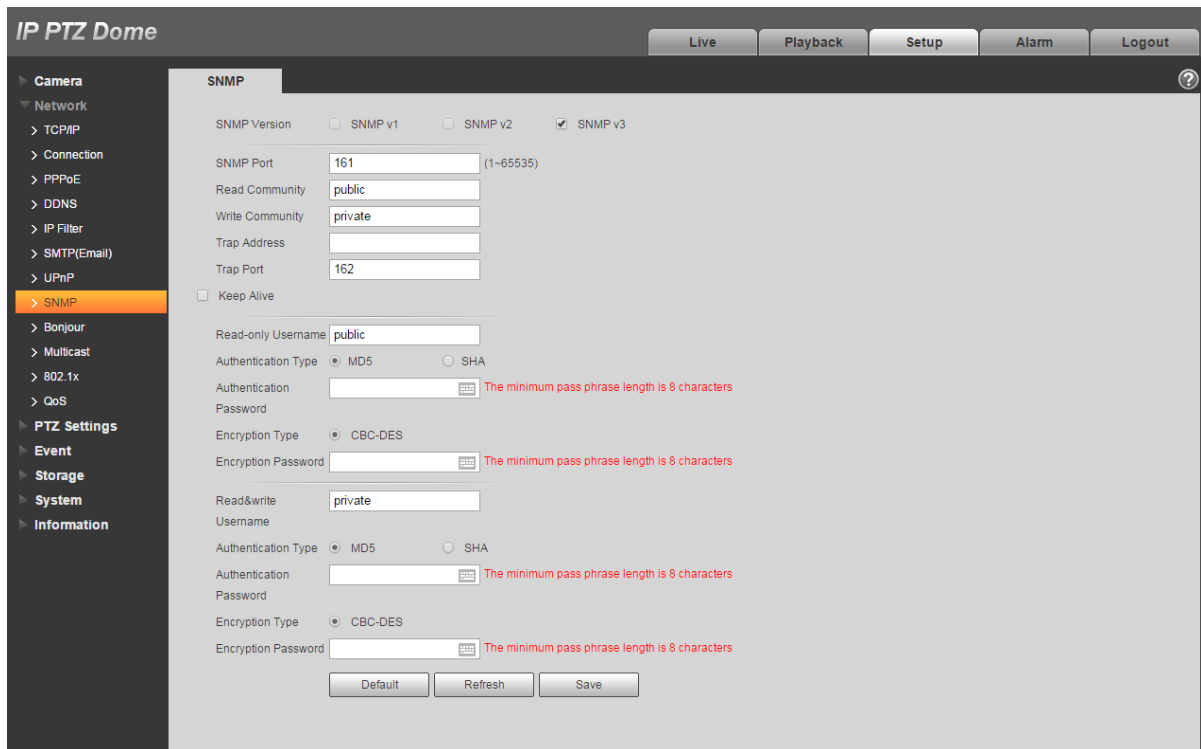 IP PTZ Dome
Live Playback Setup Alarm Logout
Camera
Network
TCP/IP
Connection
PPPoE
DDNS
IP Filter
SMTP(Email)
UPnP
SNMP
Bonjour
Multicast
802.1x
QoS
PTZ Settings
Event
Storage
System
Information
SNMP
?
SNMP Version SNMP v1 SNMP v2 SNMP v3
SNMP Port 161 (1~65535)
Read Community public
Write Community private
Trap Address
Trap Port 162
Keep Alive
Read-only Username public
Authentication Type MD5 SHA
Authentication The minimum pass phrase length is 8 characters
Password
Encryption Type CBC-DES
Encryption Password The minimum pass phrase length is 8 characters
Read&write private
Username
Authentication Type MD5 SHA
Authentication The minimum pass phrase length is 8 characters
Password
Encryption Type CBC-DES
Encryption Password The minimum pass phrase length is 8 characters
Default Refresh Save